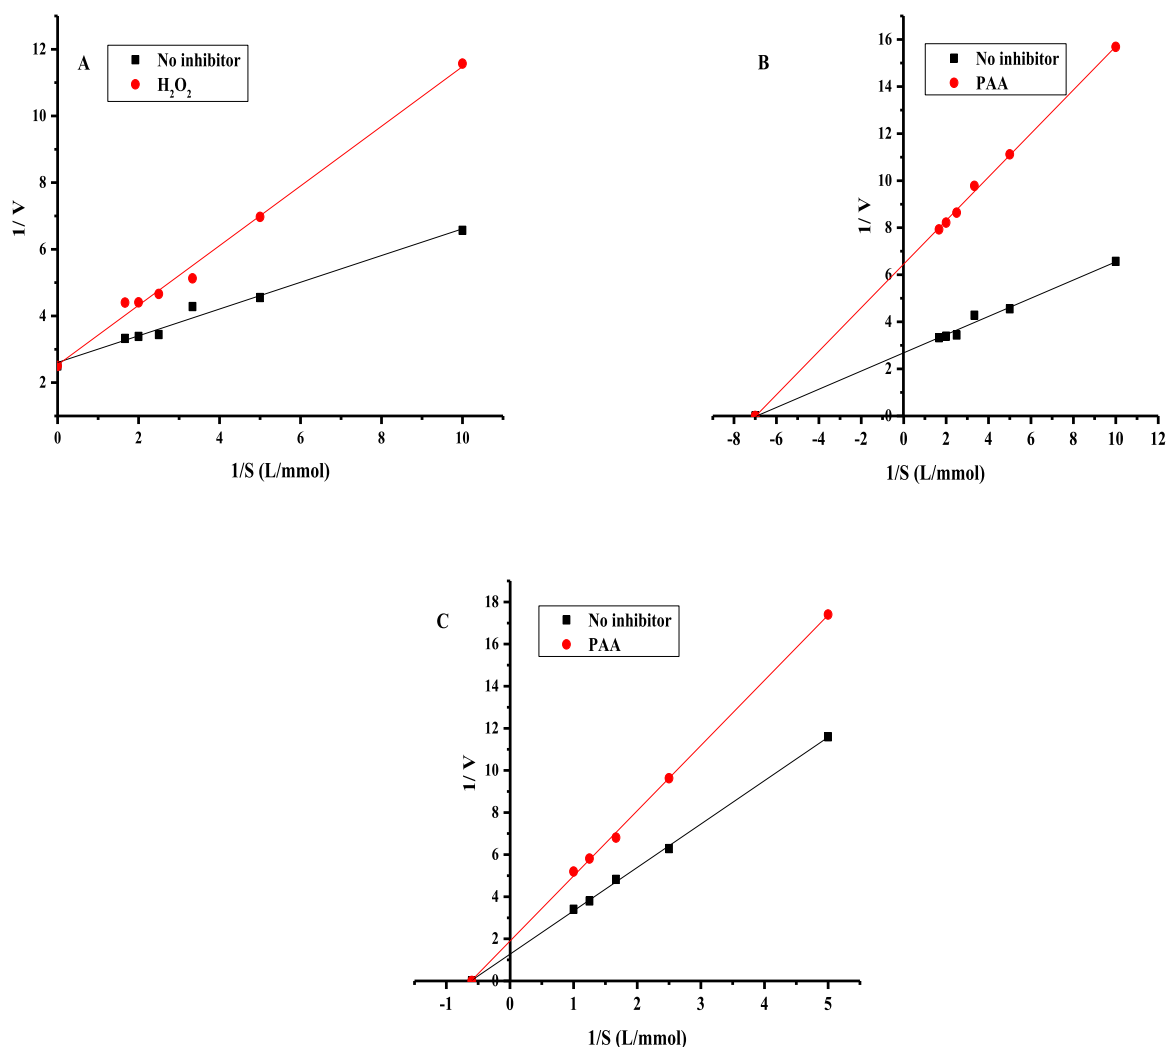 A
No inhibitor
H₂O₂
12
10
8
6
4
2
1/ V
0 2 4 6 8 10
1/S (L/mmol)
B
No inhibitor
PAA
16
14
12
10
8
6
4
2
0
1/ V
-8 -6 -4 -2 0 2 4 6 8 10 12
1/S (L/mmol)
C
No inhibitor
PAA
18
16
14
12
10
8
6
4
2
0
1/ V
-1 0 1 2 3 4 5
1/S (L/mmol)